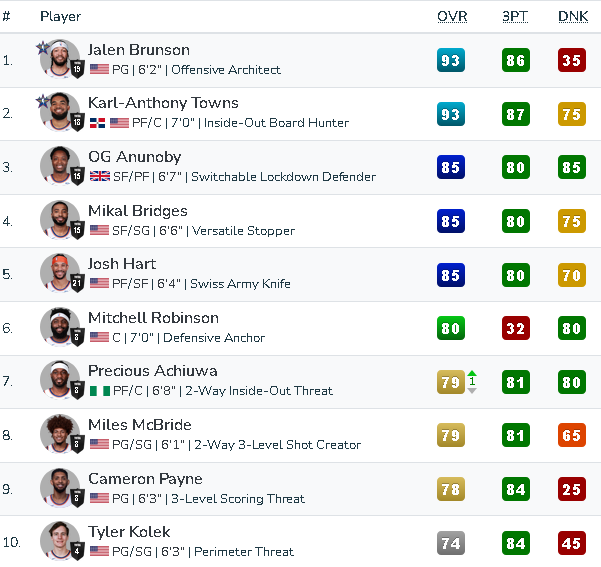 # Player OVR 3PT DNK
1. Jalen Brunson 93 86 35
19 PG | 6'2" | Offensive Architect
2. Karl-Anthony Towns 93 87 75
18 PF/C | 7'0" | Inside-Out Board Hunter
3. OG Anunoby 85 80 85
15 SF/PF | 6'7" | Switchable Lockdown Defender
4. Mikal Bridges 85 80 75
15 SF/SG | 6'6" | Versatile Stopper
5. Josh Hart 85 80 70
21 PF/SF | 6'4" | Swiss Army Knife
6. Mitchell Robinson 80 32 80
C | 7'0" | Defensive Anchor
7. Precious Achiuwa 79 1 81 80
PF/C | 6'8" | 2-Way Inside-Out Threat
8. Miles McBride 79 81 65
PG/SG | 6'1" | 2-Way 3-Level Shot Creator
9. Cameron Payne 78 84 25
PG | 6'3" | 3-Level Scoring Threat
10. Tyler Kolek 74 84 45
4 PG/SG | 6'3" | Perimeter Threat